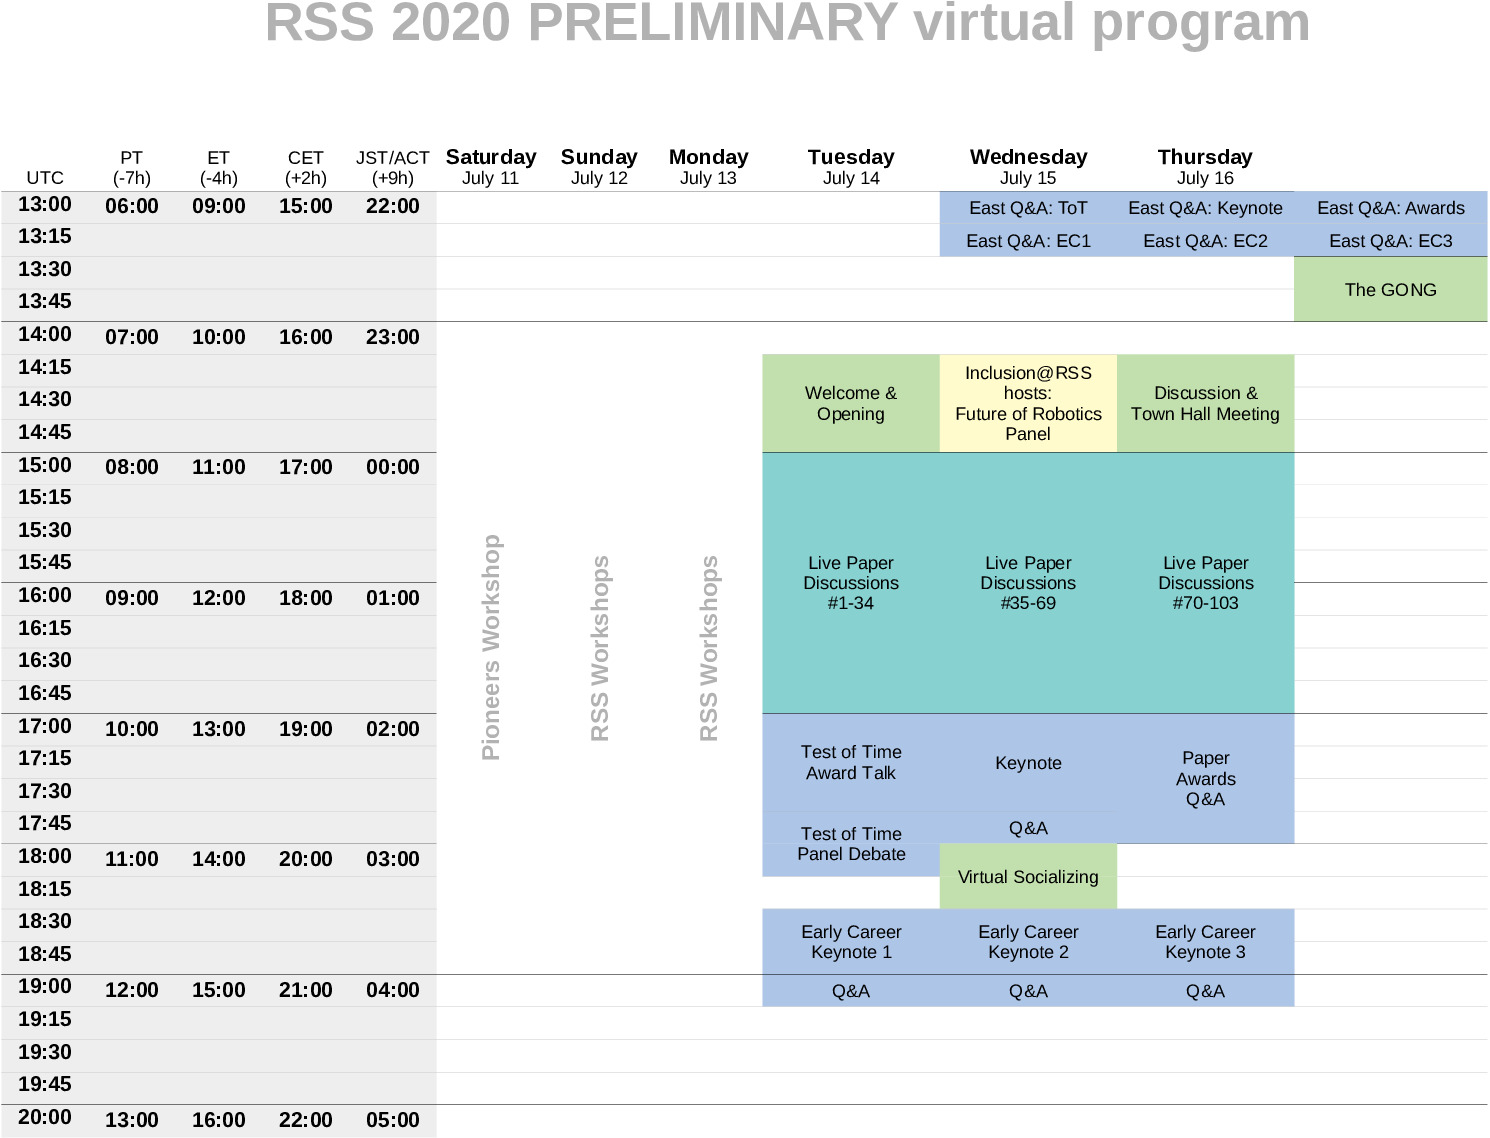 RSS 2020 PRELIMINARY virtual program
UTC
PT
(-7h)
ET
(-4h)
CET
(+2h)
JST/ACT
(+9h)
Saturday
July 11
Sunday
July 12
Monday
July 13
Tuesday
July 14
Wednesday
July 15
Thursday
July 16
13:00 06:00 09:00 15:00 22:00 East Q&A: ToT East Q&A: Keynote East Q&A: Awards
13:15 East Q&A: EC1 East Q&A: EC2 East Q&A: EC3
13:30
The GONG
13:45
14:00 07:00 10:00 16:00 23:00
14:15
14:30
14:45
Welcome &
Opening
Inclusion@RSS
hosts:
Future of Robotics
Panel
Discussion &
Town Hall Meeting
15:00 08:00 11:00 17:00 00:00
15:15
15:30
15:45
16:00 09:00 12:00 18:00 01:00
16:15
16:30
16:45
Pioneers Workshop
RSS Workshops
RSS Workshops
Live Paper
Discussions
#1-34
Live Paper
Discussions
#35-69
Live Paper
Discussions
#70-103
17:00 10:00 13:00 19:00 02:00
17:15
17:30
17:45
Test of Time
Award Talk
Keynote
Paper
Awards
Q&A
Q&A
Test of Time
Panel Debate
18:00 11:00 14:00 20:00 03:00
Virtual Socializing
18:15
18:30
18:45
Early Career
Keynote 1
Early Career
Keynote 2
Early Career
Keynote 3
19:00 12:00 15:00 21:00 04:00 Q&A Q&A Q&A
19:15
19:30
19:45
20:00 13:00 16:00 22:00 05:00